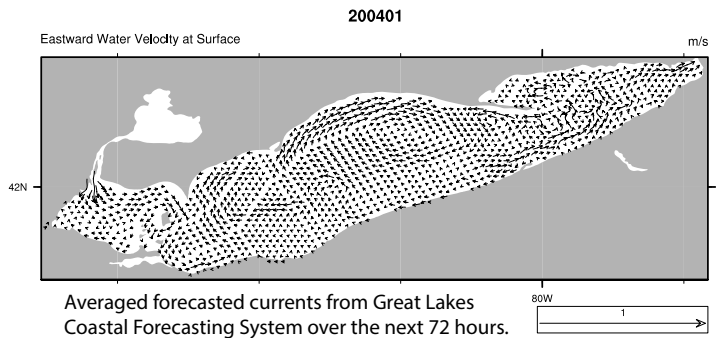 200401
Eastward Water Velocity at Surface
m/s
42N
80W
1
Averaged forecasted currents from Great Lakes
Coastal Forecasting System over the next 72 hours.